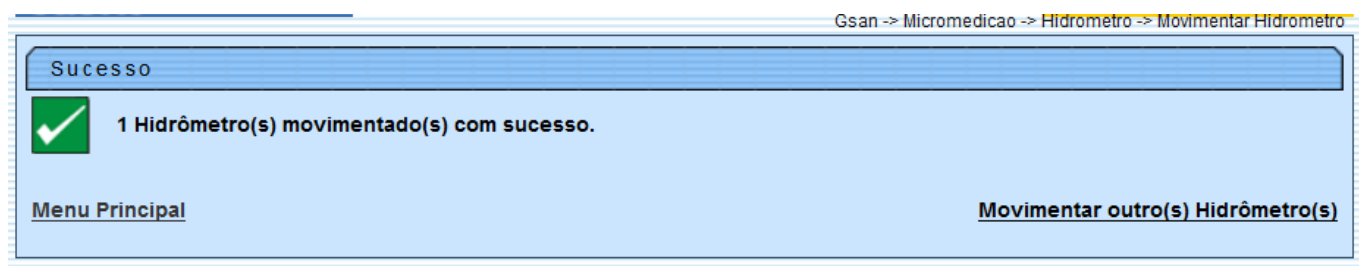 Gsan -> Micromedicao -> Hidrometro -> Movimentar Hidrometro
Sucesso
1 Hidrômetro(s) movimentado(s) com sucesso.
Menu Principal
Movimentar outro(s) Hidrômetro(s)